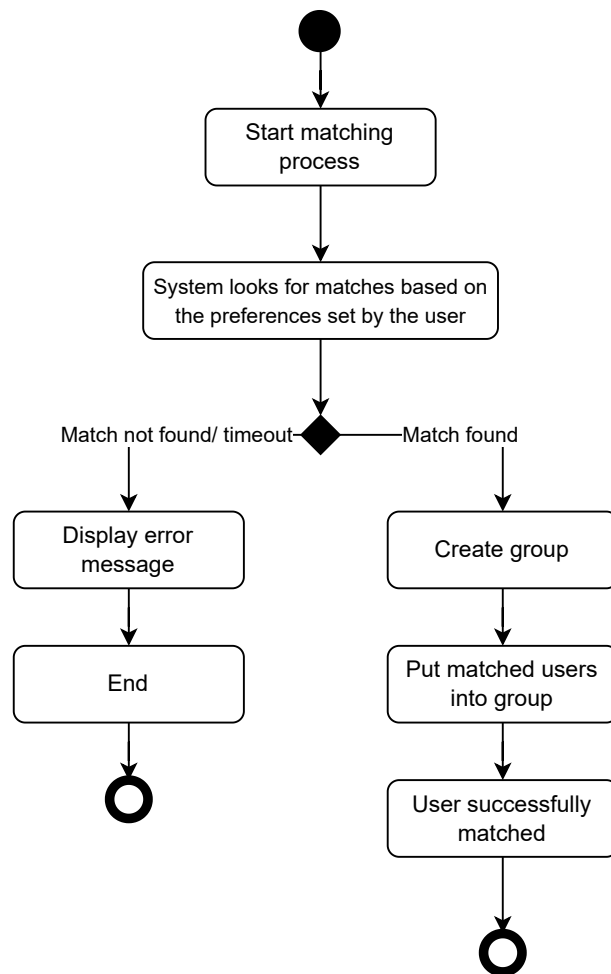 Start matching
process
System looks for matches based on
the preferences set by the user
Match not found/ timeout
Match found
Display error
message
Create group
End
Put matched users
into group
User successfully
matched